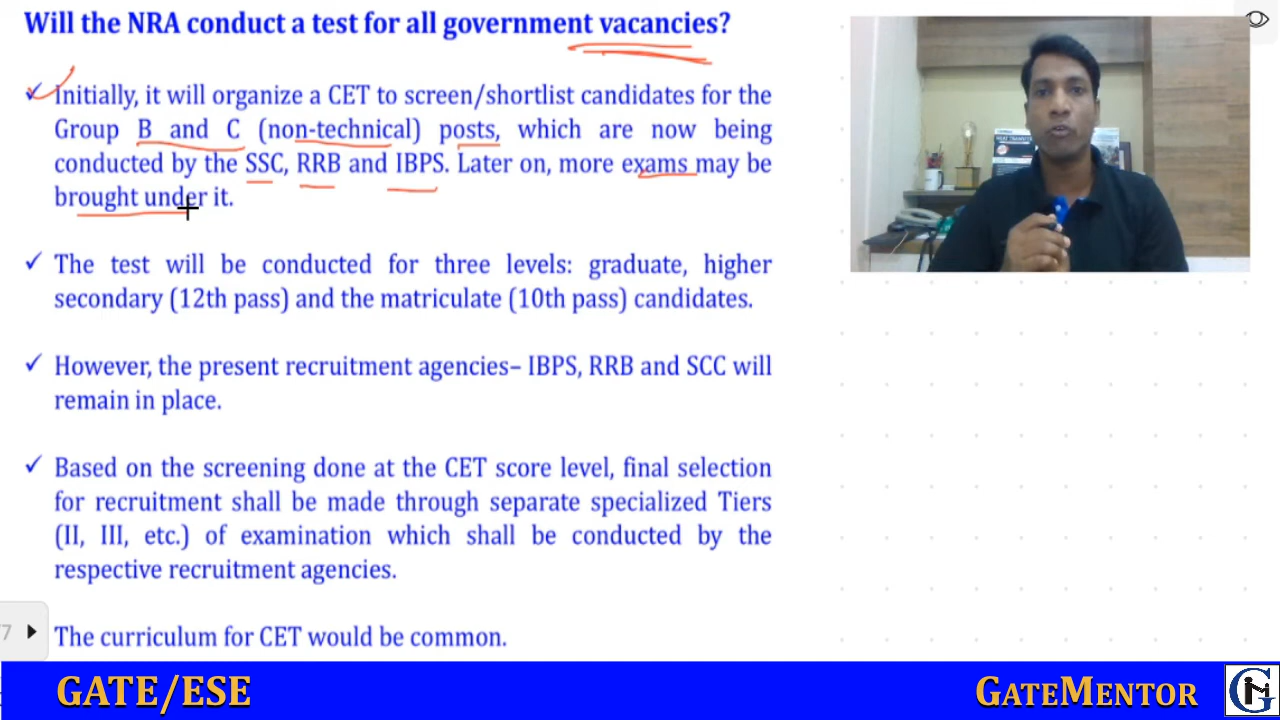 Will the NRA conduct a test for all government vacancies?
Initially, it will organize a CET to screen/shortlist candidates for the
Group B and C (non-technical) posts, which are now being
conducted by the SSC, RRB and IBPS. Later on, more exams may be
brought under it.
The test will be conducted for three levels: graduate, higher
secondary (12th pass) and the matriculate (10th pass) candidates.
However, the present recruitment agencies– IBPS, RRB and SCC will
remain in place.
Based on the screening done at the CET score level, final selection
for recruitment shall be made through separate specialized Tiers
(II, III, etc.) of examination which shall be conducted by the
respective recruitment agencies.
The curriculum for CET would be common.
GATE/ESE
GATEMENTOR